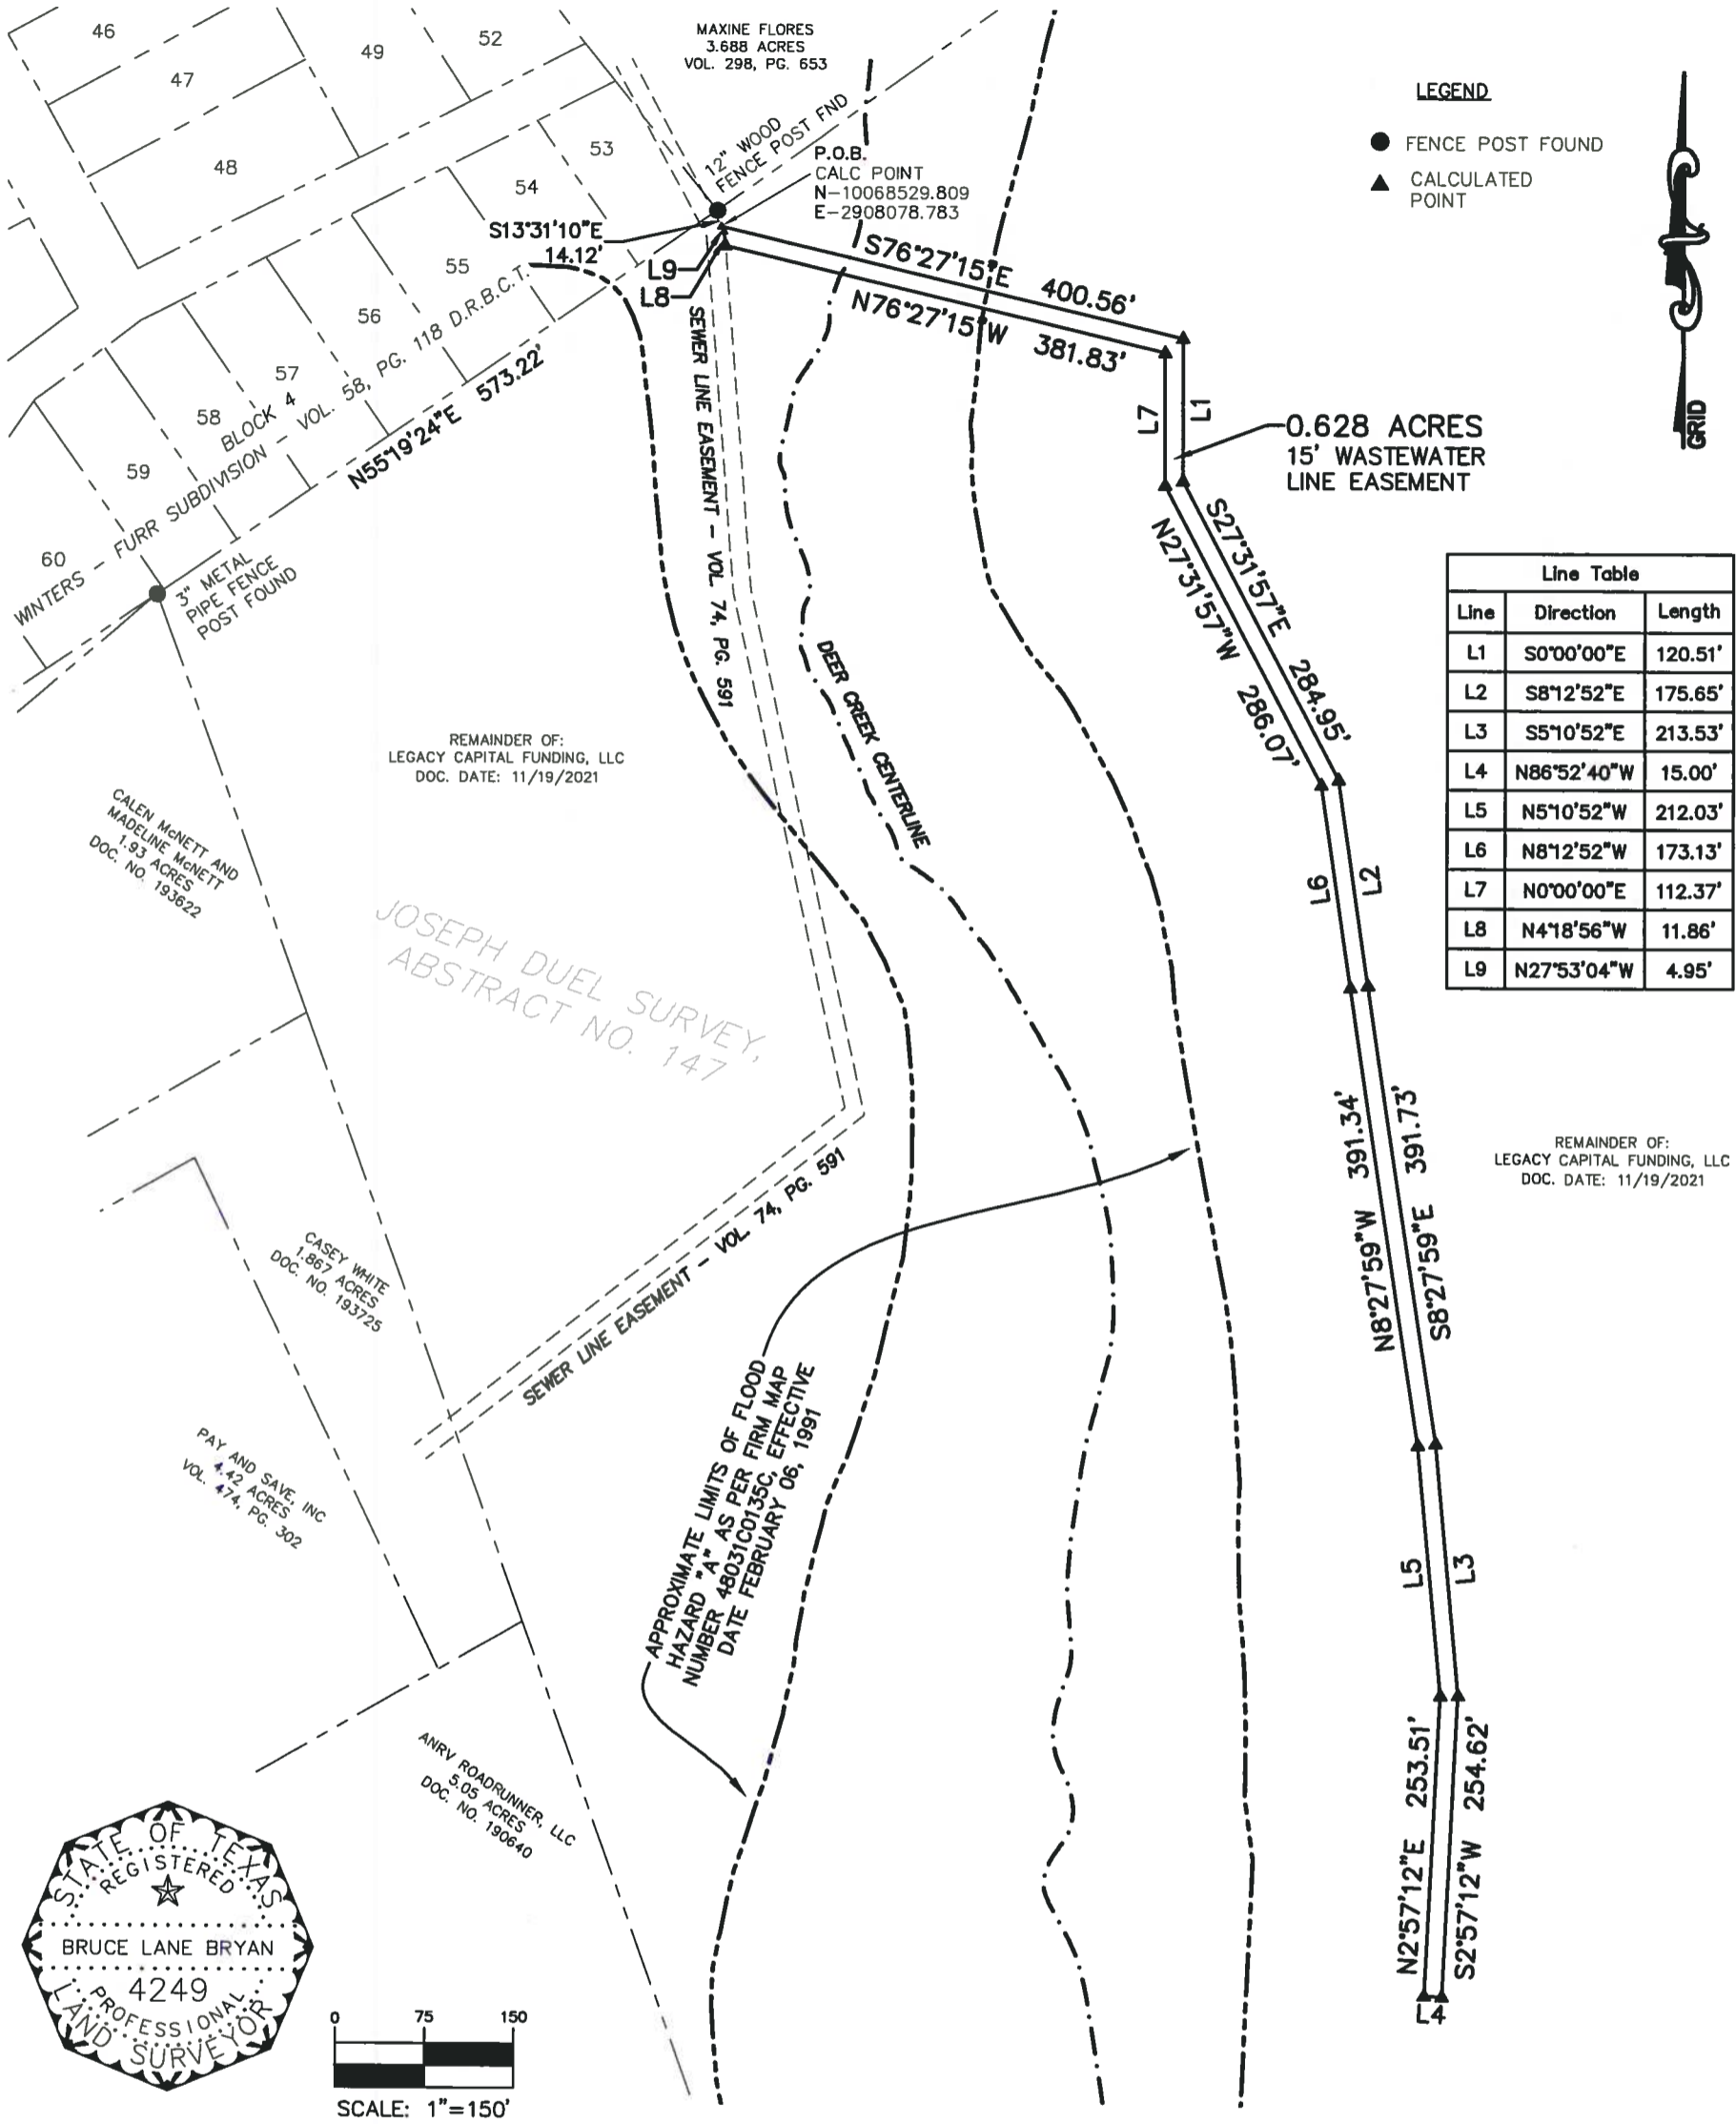 46
47
48
49
52
53
54
55
56
57
58
59
60
MAXINE FLORES
3.688 ACRES
VOL. 298, PG. 653
12" WOOD
FENCE POST FND
P.O.B.
CALC POINT
N-10068529.809
E-2908078.783
S13°31'10"E
14.12'
L9
L8
S76°27'15"E 400.56'
N76°27'15"W 381.83'
BLOCK 4
WINTERS - FURR SUBDIVISION - VOL. 58, PG. 118 D.R.B.C.T.
N55°19'24"E 573.22'
3" METAL
PIPE FENCE
POST FOUND
SEWER LINE EASEMENT - VOL. 74, PG. 591
DEER CREEK CENTERLINE
LEGEND
FENCE POST FOUND
CALCULATED
POINT
GRID
L7
L1
0.628 ACRES
15' WASTEWATER
LINE EASEMENT
S27°31'57"E 284.95'
N27°31'57"W 286.07'
Line Table
Line Direction Length
L1 S0°00'00"E 120.51'
L2 S8°12'52"E 175.65'
L3 S5°10'52"E 213.53'
L4 N86°52'40"W 15.00'
L5 N5°10'52"W 212.03'
L6 N8°12'52"W 173.13'
L7 N0°00'00"E 112.37'
L8 N4°18'56"W 11.86'
L9 N27°53'04"W 4.95'
REMAINDER OF:
LEGACY CAPITAL FUNDING, LLC
DOC. DATE: 11/19/2021
CALEN McNETT AND
MADELINE McNETT
1.93 ACRES
DOC. NO. 193622
JOSEPH DUEL SURVEY,
ABSTRACT NO. 147
L6
L2
N8°27'59"W 391.34'
S8°27'59"E 391.73'
REMAINDER OF:
LEGACY CAPITAL FUNDING, LLC
DOC. DATE: 11/19/2021
CASEY WHITE
1.867 ACRES
DOC. NO. 193725
SEWER LINE EASEMENT - VOL. 74, PG. 591
PAY AND SAVE, INC
4.42 ACRES
VOL. 474, PG. 302
APPROXIMATE LIMITS OF FLOOD
HAZARD "A" AS PER FIRM MAP
NUMBER 48031C0135C, EFFECTIVE
DATE FEBRUARY 06, 1991
L5
L3
ANRV ROADRUNNER, LLC
5.05 ACRES
DOC. NO. 190640
N2°57'12"E 253.51'
S2°57'12"W 254.62'
L4
STATE OF TEXAS
REGISTERED
BRUCE LANE BRYAN
4249
PROFESSIONAL
LAND SURVEYOR
0 75 150
SCALE: 1"=150'